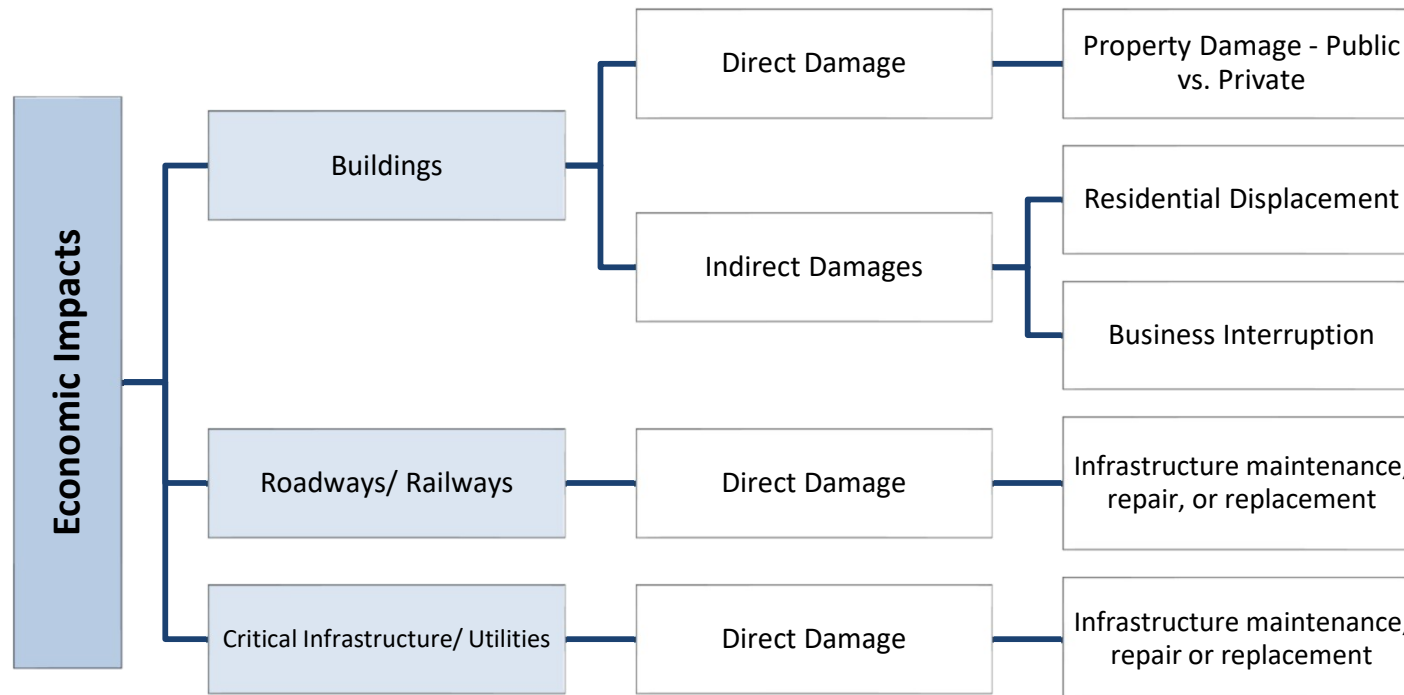 Economic Impacts
Buildings
Direct Damage
Property Damage - Public
vs. Private
Indirect Damages
Residential Displacement
Business Interruption
Roadways/ Railways
Direct Damage
Infrastructure maintenance,
repair, or replacement
Critical Infrastructure/ Utilities
Direct Damage
Infrastructure maintenance,
repair or replacement